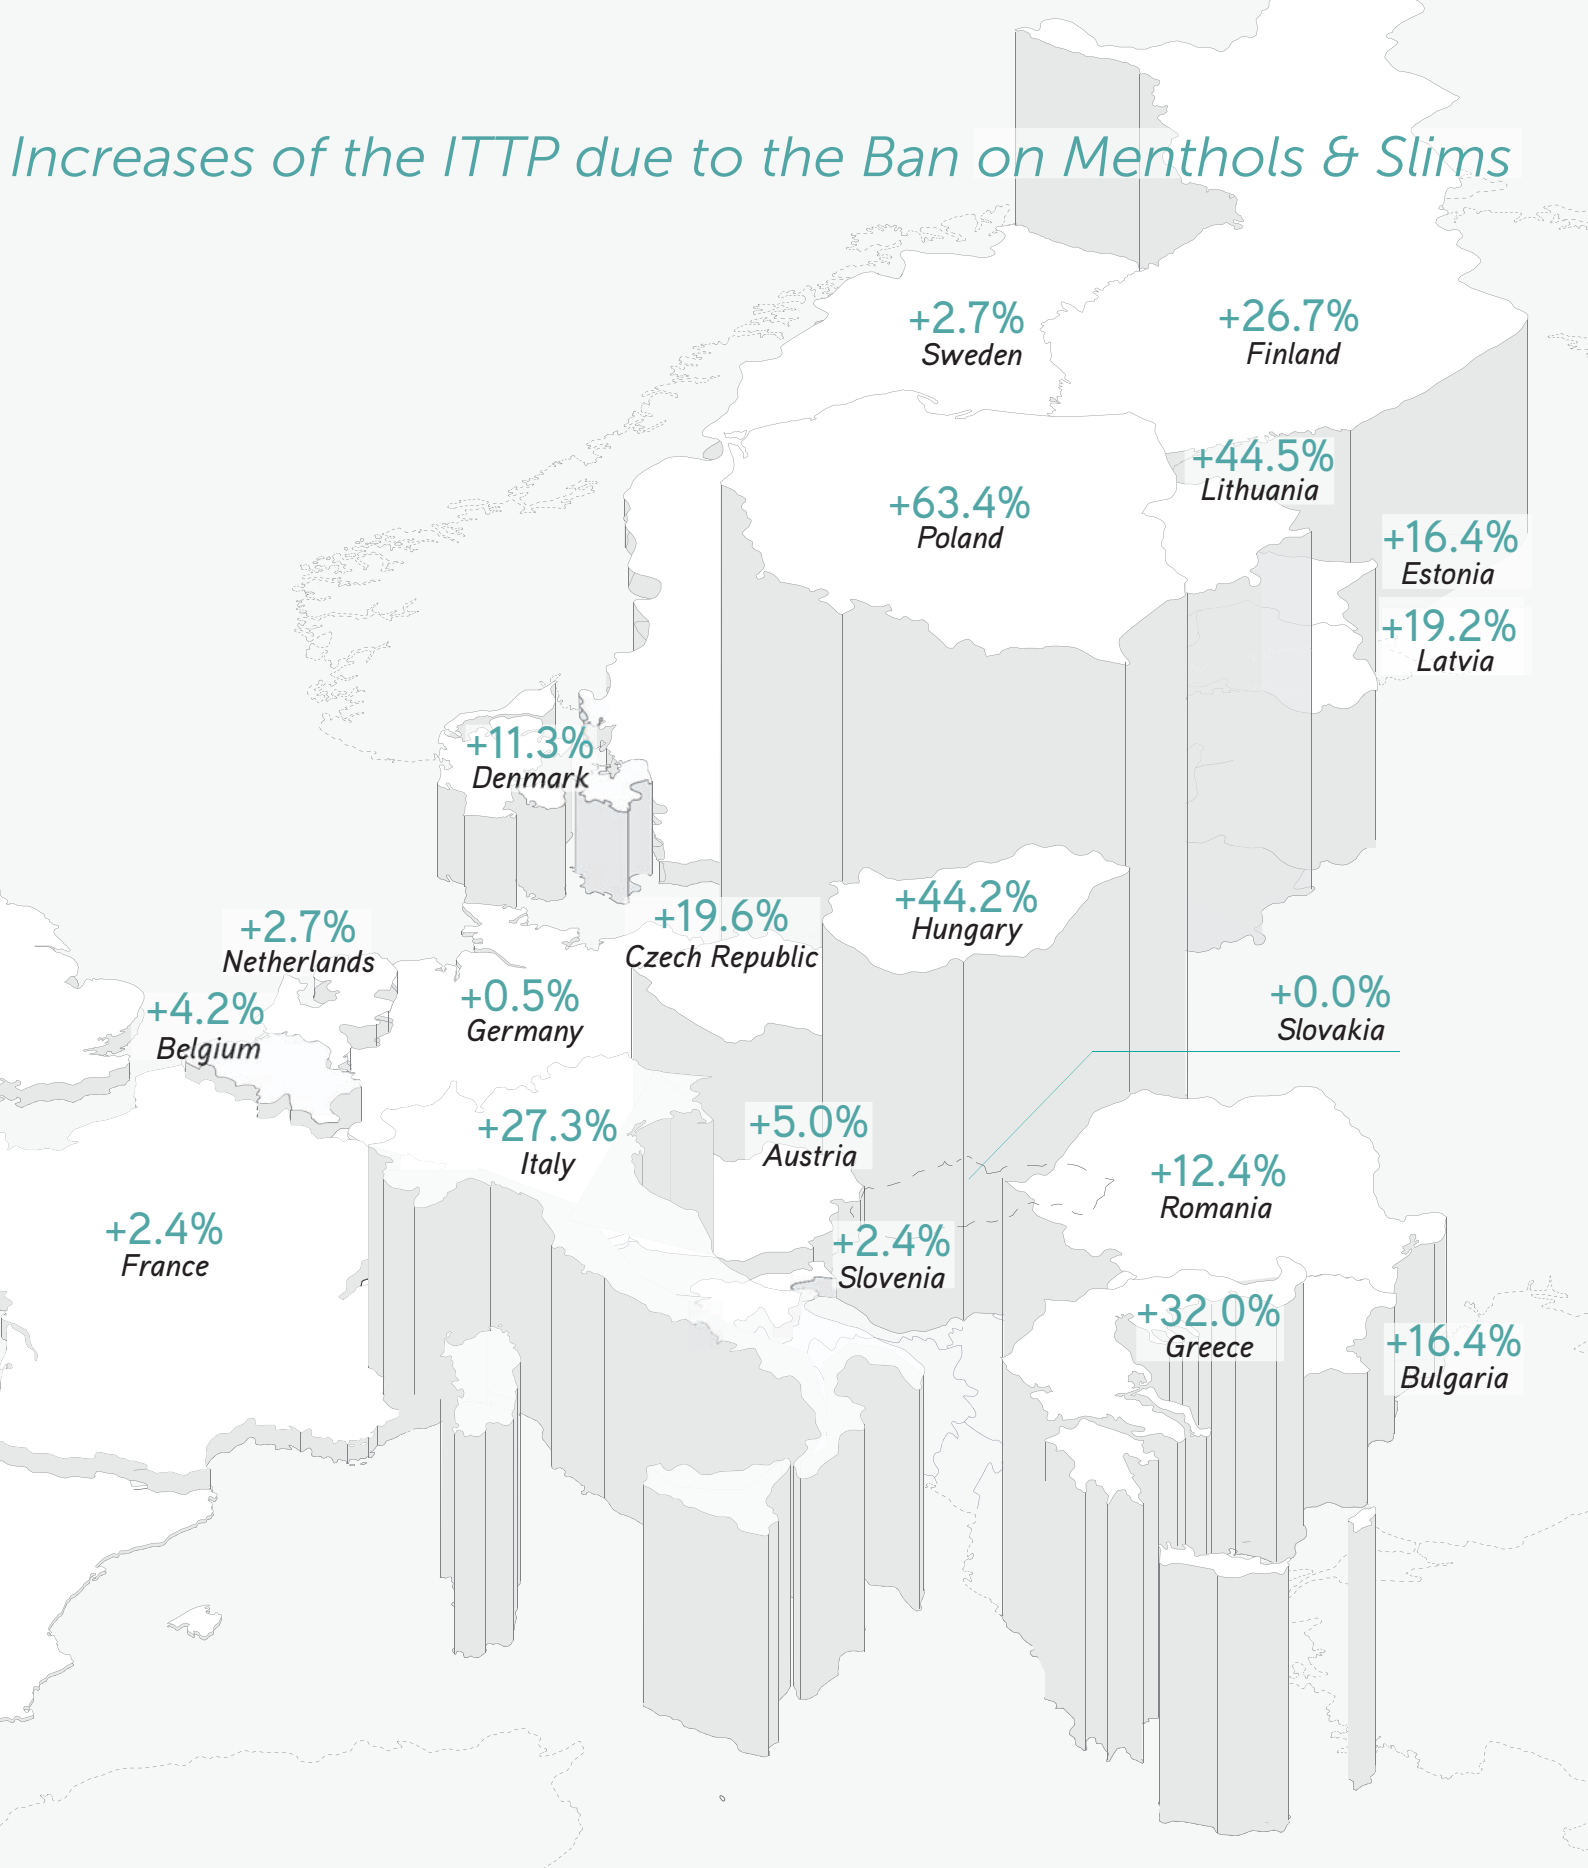 Increases of the ITTP due to the Ban on Menthols & Slims
+2.7%
Sweden
+26.7%
Finland
+44.5%
Lithuania
+63.4%
Poland
+16.4%
Estonia
+19.2%
Latvia
+11.3%
Denmark
+44.2%
Hungary
+19.6%
Czech Republic
+2.7%
Netherlands
+0.5%
Germany
+4.2%
Belgium
+0.0%
Slovakia
+27.3%
Italy
+5.0%
Austria
+12.4%
Romania
+2.4%
France
+2.4%
Slovenia
+32.0%
Greece
+16.4%
Bulgaria